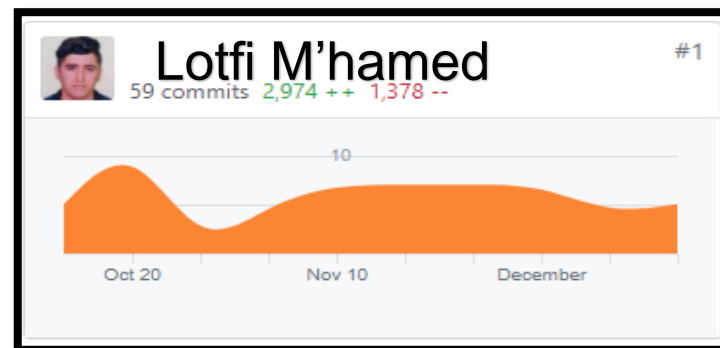 Lotfi M’hamed
#1
59 commits 2,974 ++ 1,378 --
10
Oct 20 Nov 10 December